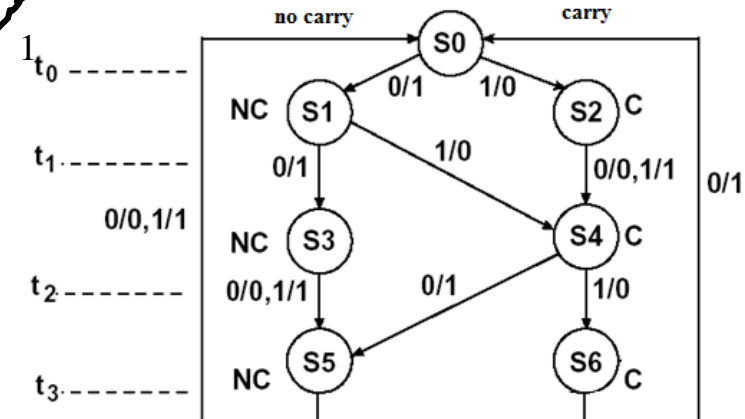 no carry carry
1
S0
t0
0/1 1/0
NC S1 S2 C
t1
0/1 1/0 0/0,1/1
0/0,1/1 0/1
NC S3 S4 C
t2
0/0,1/1 0/1 1/0
S5 S6
NC C
t3